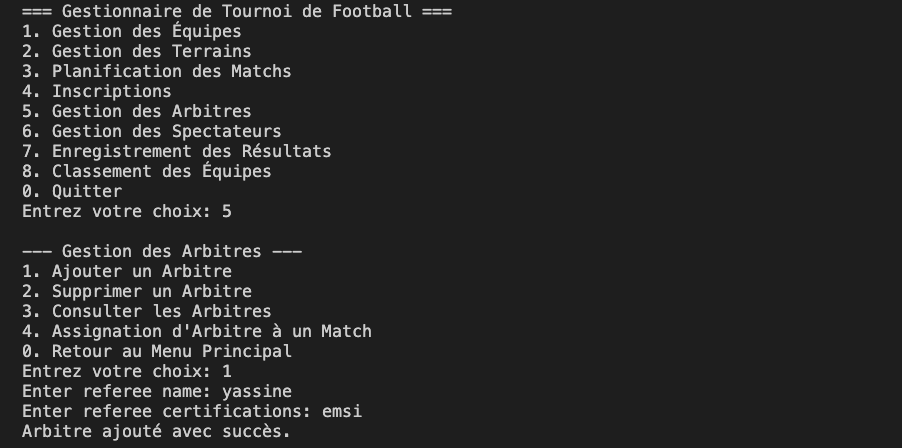 === Gestionnaire de Tournoi de Football ===
1. Gestion des Équipes
2. Gestion des Terrains
3. Planification des Matchs
4. Inscriptions
5. Gestion des Arbitres
6. Gestion des Spectateurs
7. Enregistrement des Résultats
8. Classement des Équipes
0. Quitter
Entrez votre choix: 5

--- Gestion des Arbitres ---
1. Ajouter un Arbitre
2. Supprimer un Arbitre
3. Consulter les Arbitres
4. Assignation d'Arbitre à un Match
0. Retour au Menu Principal
Entrez votre choix: 1
Enter referee name: yassine
Enter referee certifications: emsi
Arbitre ajouté avec succès.